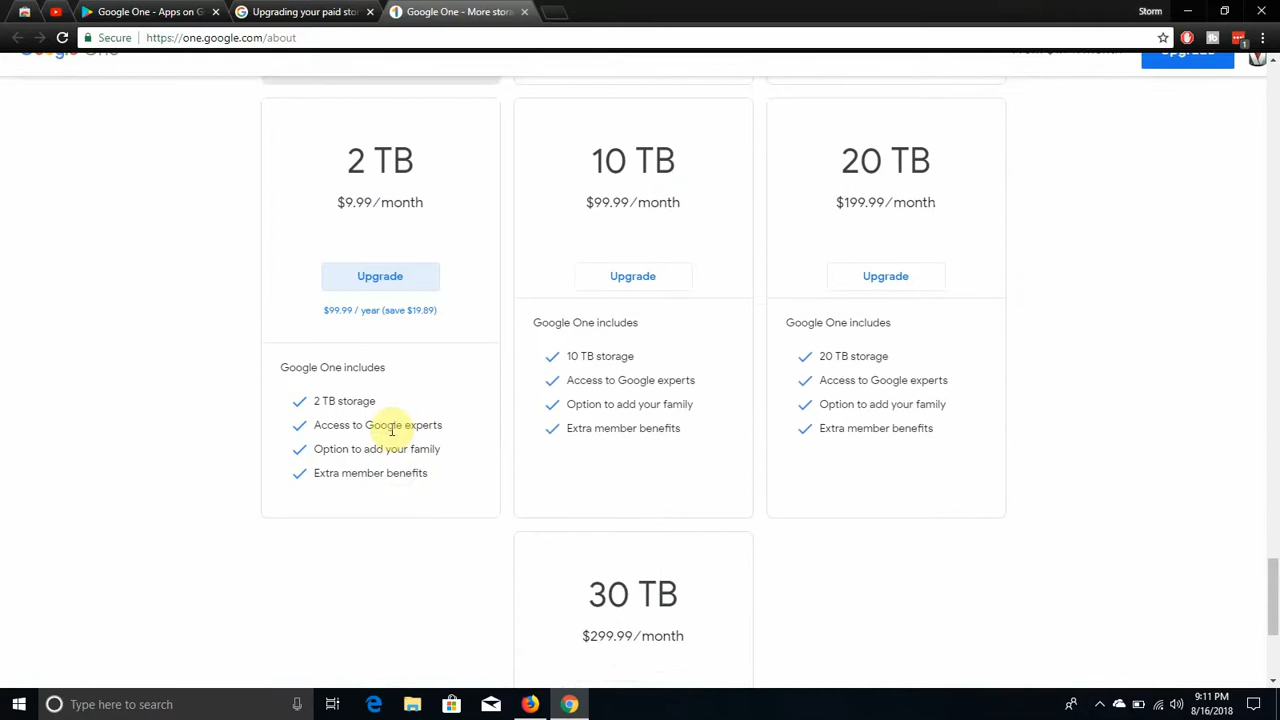 Google One - Apps on G
Upgrading your paid sto
Google One - More stora
Storm
Secure
https://one.google.com/about
Upgrade
2 TB
$9.99/month
Upgrade
$99.99 / year (save $19.89)
Google One includes
2 TB storage
Access to Google experts
Option to add your family
Extra member benefits
10 TB
$99.99/month
Upgrade
Google One includes
10 TB storage
Access to Google experts
Option to add your family
Extra member benefits
20 TB
$199.99/month
Upgrade
Google One includes
20 TB storage
Access to Google experts
Option to add your family
Extra member benefits
30 TB
$299.99/month
Type here to search
9:11 PM
8/16/2018